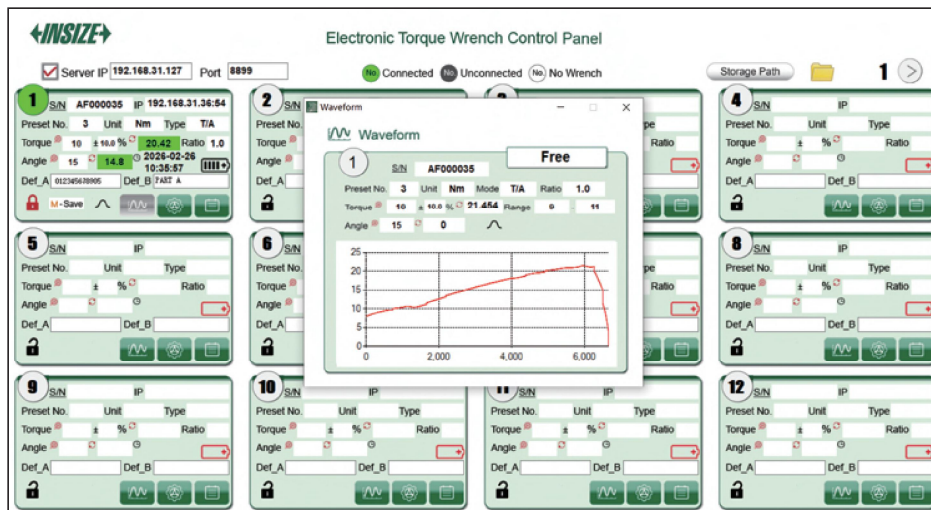 INSIZE
Electronic Torque Wrench Control Panel
Server IP 192.168.31.127 Port 8899
No. Connected No. Unconnected No. No Wrench
Storage Path
1
1 S/N AF000035 IP 192.168.31.36:54
Preset No. 3 Unit Nm Type T/A
Torque 10 ± 10.0 % 20.42 Ratio 1.0
Angle 15 14.8 2026-02-26
10:35:57
Def_A 012345678905 Def_B PART A
M-Save
2 S/N
Preset No.
Torque
Angle
Def_A
Waveform
Waveform
1 S/N AF000035 Free
Preset No. 3 Unit Nm Mode T/A Ratio 1.0
Torque 10 ± 10.0 % 21.454 Range 9 11
Angle 15 0
25
20
15
10
5
0
0 2,000 4,000 6,000
Ratio
4 S/N IP
Preset No. Unit Type
Torque ± % Ratio
Angle
Def_A Def_B
5 S/N IP
Preset No. Unit Type
Torque ± % Ratio
Angle
Def_A Def_B
6 S/N
Preset No.
Torque
Angle
Def_A
Ratio
8 S/N IP
Preset No. Unit Type
Torque ± % Ratio
Angle
Def_A Def_B
9 S/N IP
Preset No. Unit Type
Torque ± % Ratio
Angle
Def_A Def_B
10 S/N IP
Preset No. Unit Type
Torque ± % Ratio
Angle
Def_A Def_B
11 S/N IP
Preset No. Unit Type
Torque ± % Ratio
Angle
Def_A Def_B
12 S/N IP
Preset No. Unit Type
Torque ± % Ratio
Angle
Def_A Def_B